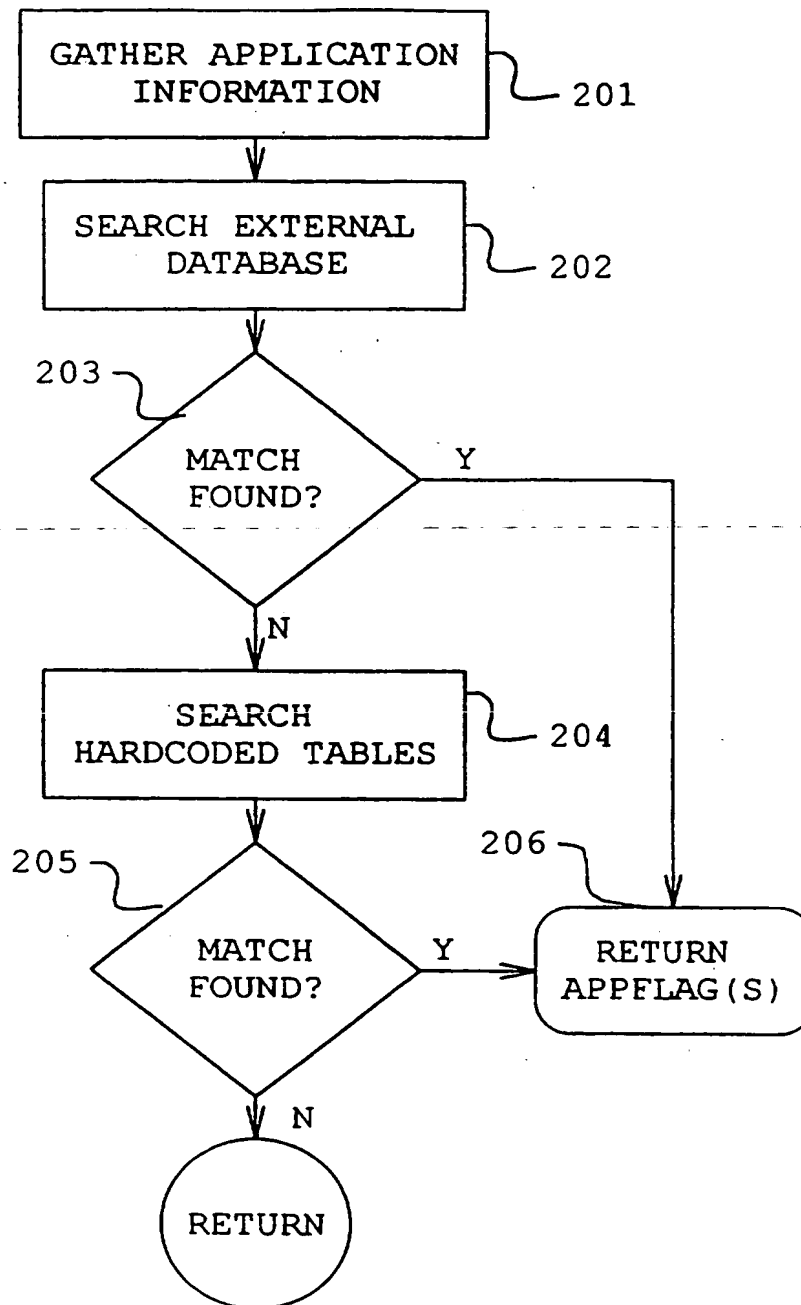 GATHER APPLICATION
INFORMATION
201
SEARCH EXTERNAL
DATABASE
202
203
MATCH
FOUND?
Y
N
SEARCH
HARDCODED TABLES
204
205
MATCH
FOUND?
Y
206
RETURN
APPFLAG(S)
N
RETURN